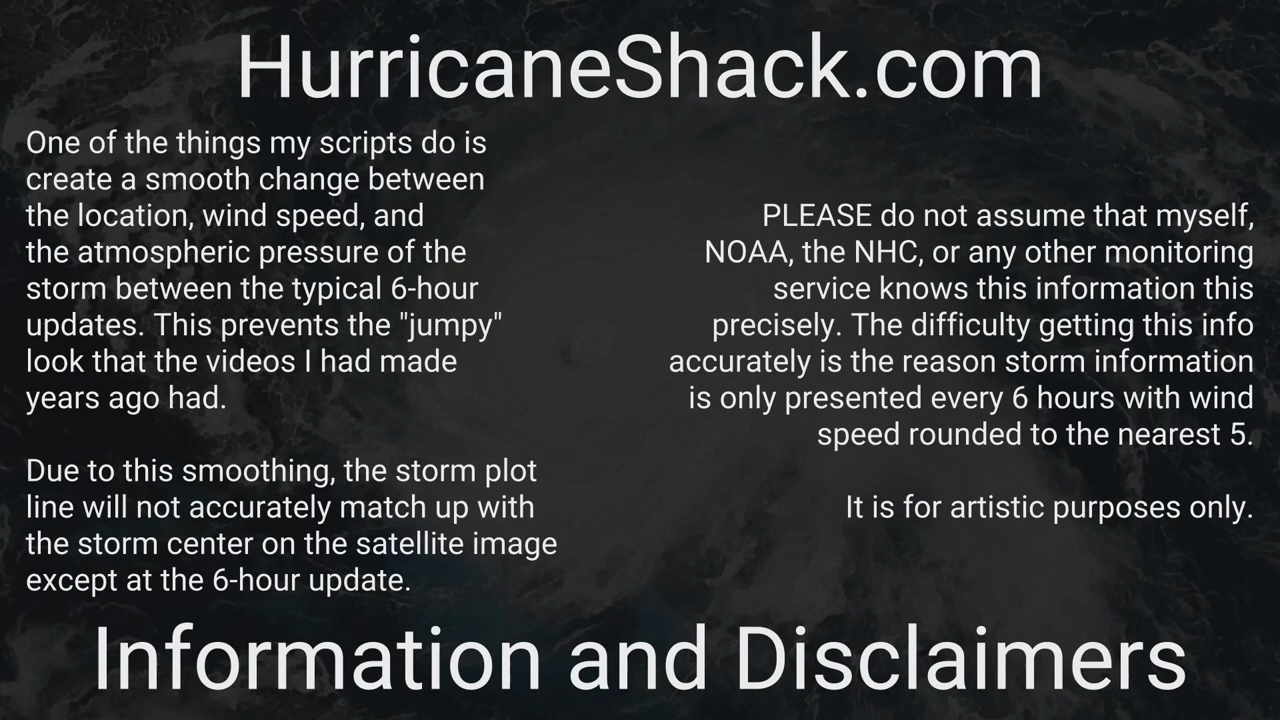 HurricaneShack.com
One of the things my scripts do is
create a smooth change between
the location, wind speed, and
the atmospheric pressure of the
storm between the typical 6-hour
updates. This prevents the "jumpy"
look that the videos I had made
years ago had.
Due to this smoothing, the storm plot
line will not accurately match up with
the storm center on the satellite image
except at the 6-hour update.
PLEASE do not assume that myself,
NOAA, the NHC, or any other monitoring
service knows this information this
precisely. The difficulty getting this info
accurately is the reason storm information
is only presented every 6 hours with wind
speed rounded to the nearest 5.
It is for artistic purposes only.
Information and Disclaimers